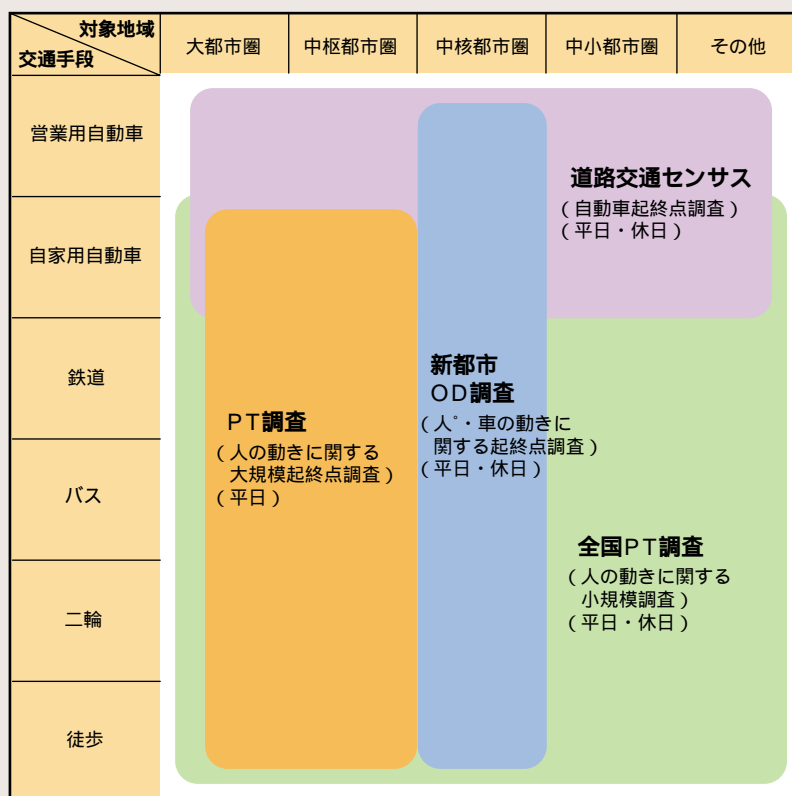 対象地域
交通手段
大都市圏 中枢都市圏 中核都市圏 中小都市圏 その他
営業用自動車
自家用自動車
鉄道
バス
二輪
徒歩
道路交通センサス
(自動車起終点調査)
(平日・休日)
新都市
OD調査
(人゜・車の動きに
関する起終点調査)
(平日・休日)
PT調査
(人の動きに関する
大規模起終点調査)
(平日)
全国PT調査
(人の動きに関する
小規模調査)
(平日・休日)